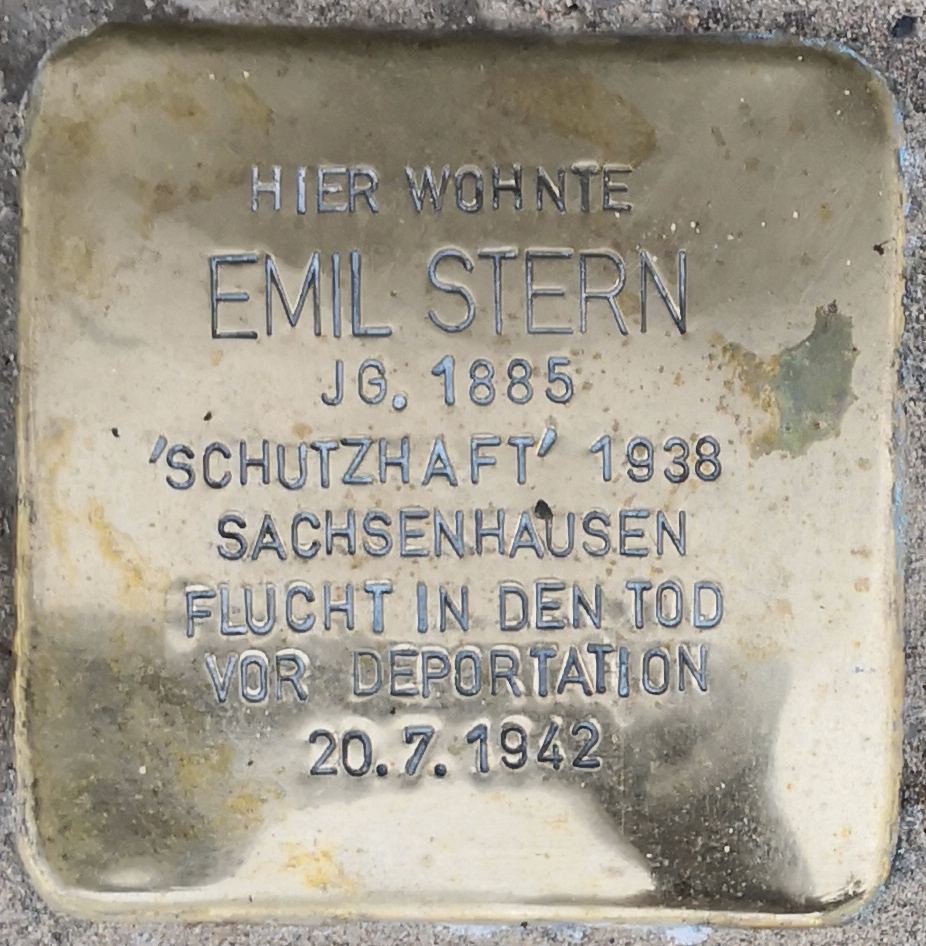 HIER WOHNTE
EMIL STERN
JG. 1885
'SCHUTZHAFT' 1938
SACHSENHAUSEN
FLUCHT IN DEN TOD
VOR DEPORTATION
20.7.1942